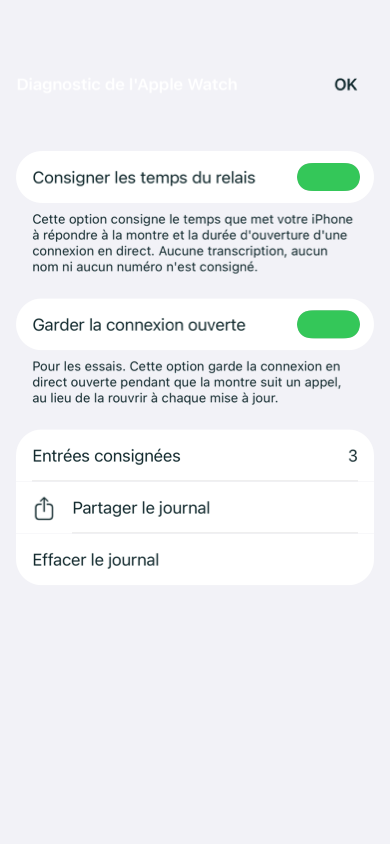 Diagnostic de l'Apple Watch
OK
Consigner les temps du relais
Cette option consigne le temps que met votre iPhone
à répondre à la montre et la durée d'ouverture d'une
connexion en direct. Aucune transcription, aucun
nom ni aucun numéro n'est consigné.
Garder la connexion ouverte
Pour les essais. Cette option garde la connexion en
direct ouverte pendant que la montre suit un appel,
au lieu de la rouvrir à chaque mise à jour.
Entrées consignées 3
Partager le journal
Effacer le journal